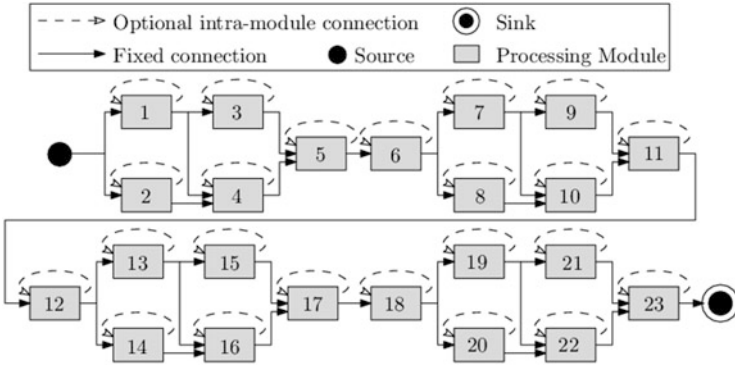 Optional intra-module connection Sink
Fixed connection Source Processing Module
1 3 7 9
5 6 11
2 4 8 10
13 15 19 21
12 17 18 23
14 16 20 22